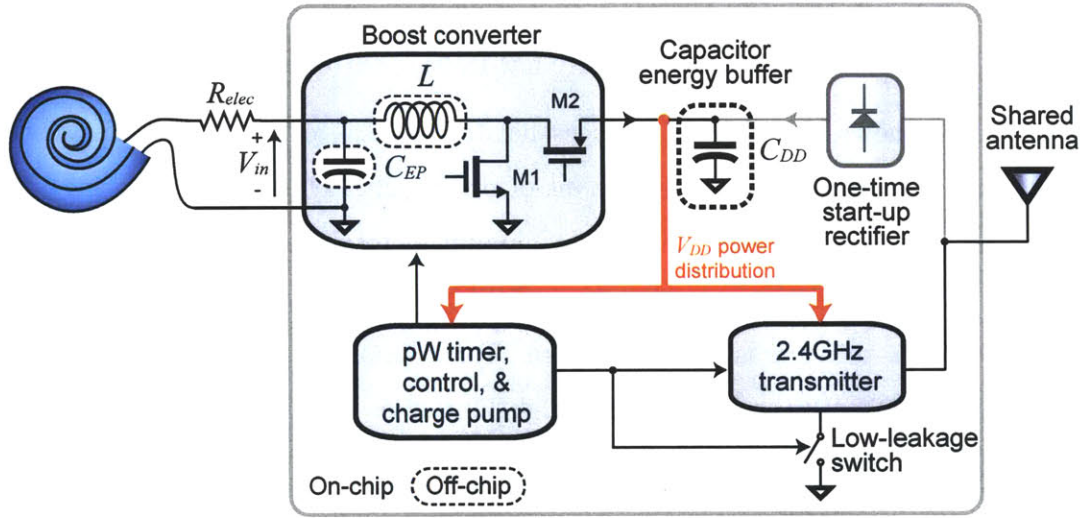 Boost converter
R_elec
+
V_in
-
L
C_EP
M1
M2
Capacitor
energy buffer
C_DD
One-time
start-up
rectifier
Shared
antenna
V_DD power
distribution
pW timer,
control, &
charge pump
2.4GHz
transmitter
Low-leakage
switch
On-chip
Off-chip